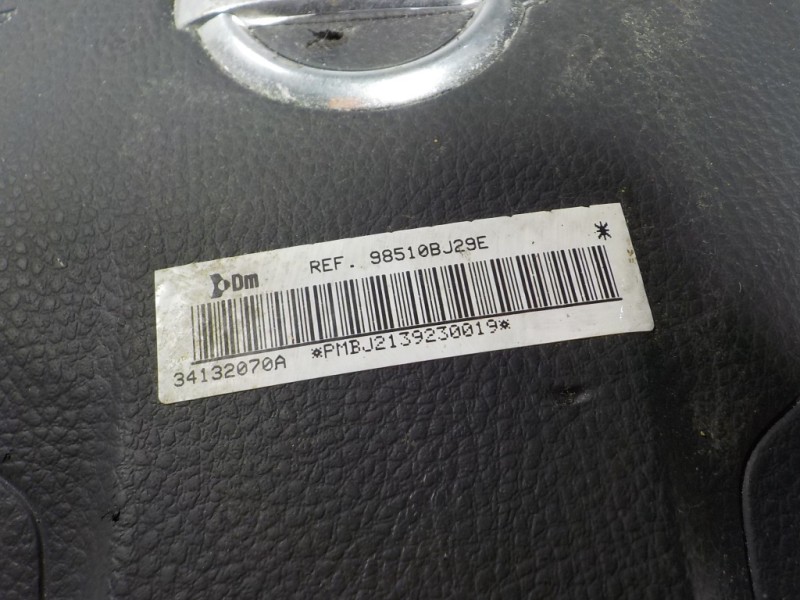 Dm REF. 98510BJ29E *
34132070A *PMBJ2139230019*